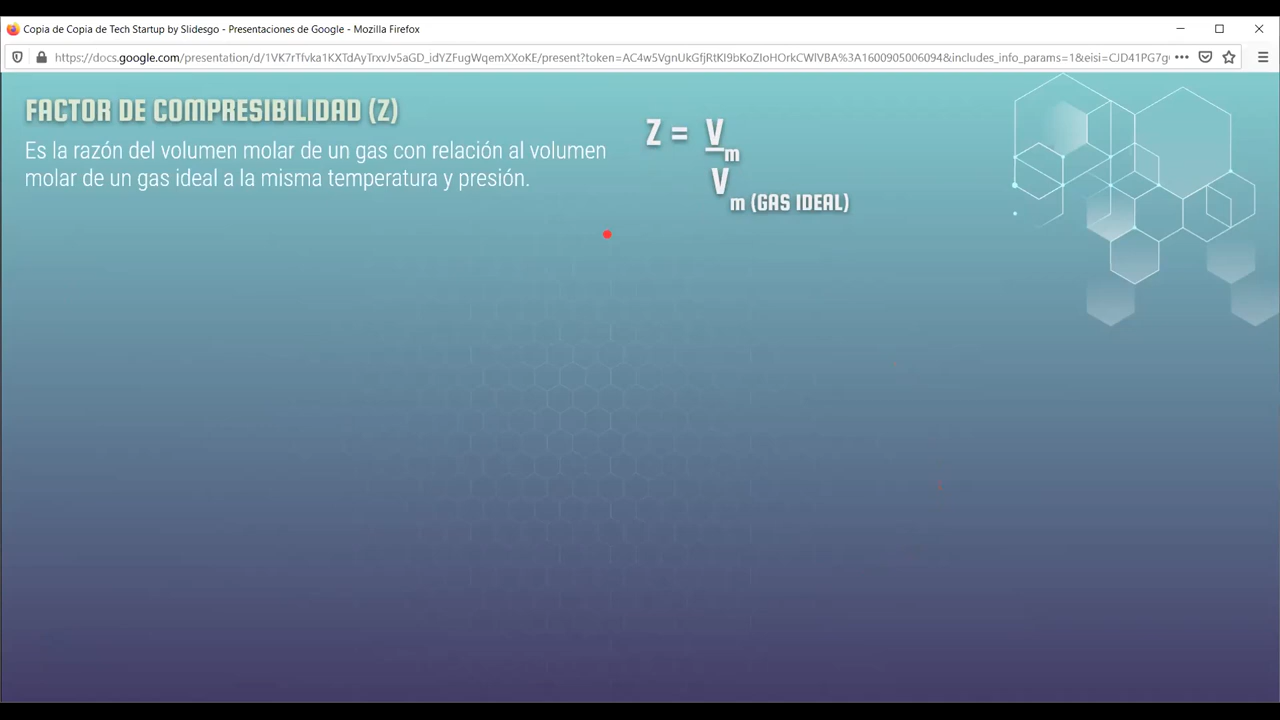 Copia de Copia de Tech Startup by Slidesgo - Presentaciones de Google - Mozilla Firefox
https://docs.google.com/presentation/d/1VK7rTfvka1KXTdAyTrxvJv5aGD_idYZFugWqemXXoKE/present?token=AC4w5VgnUkGfjRtKI9bKoZIoHOrkCWlVBA%3A1600905006094&includes_info_params=1&eisi=CJD41PG7g
FACTOR DE COMPRESIBILIDAD (Z)
Es la razón del volumen molar de un gas con relación al volumen
molar de un gas ideal a la misma temperatura y presión.
Z = V m
V m (GAS IDEAL)